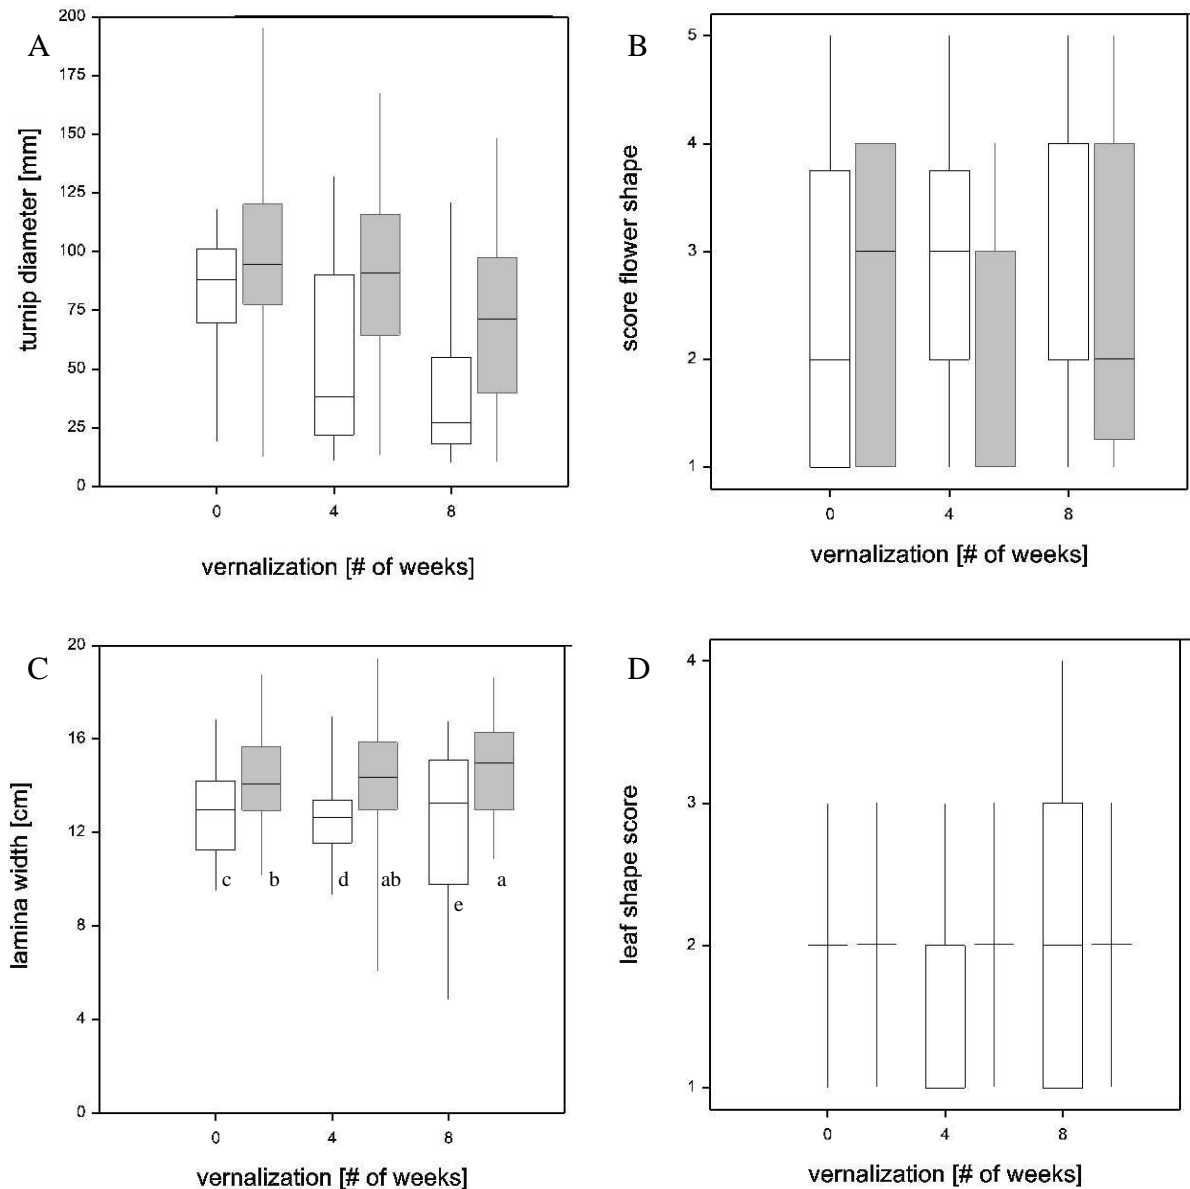 A
200
175
150
125
100
75
50
25
0
turnip diameter [mm]
0 4 8
vernalization [# of weeks]
B
5
4
3
2
1
score flower shape
0 4 8
vernalization [# of weeks]
C
20
16
12
8
4
0
lamina width [cm]
c b d ab e a
0 4 8
vernalization [# of weeks]
D
4
3
2
1
leaf shape score
0 4 8
vernalization [# of weeks]